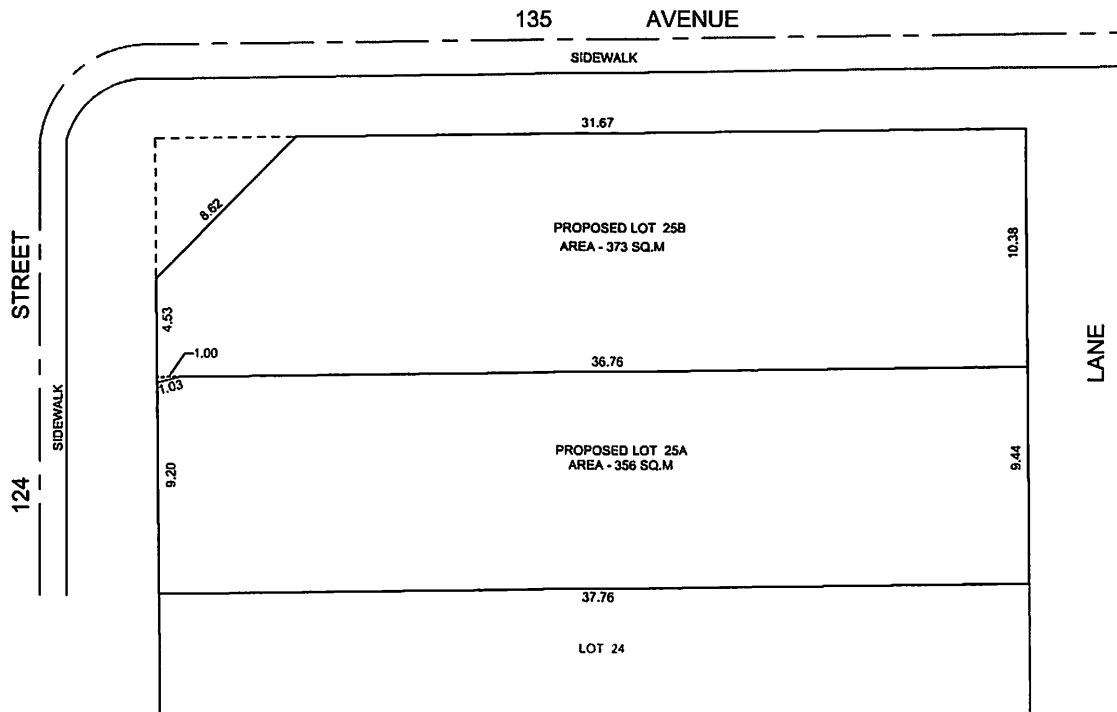 135 AVENUE
SIDEWALK
31.67
8.62
PROPOSED LOT 25B
AREA - 373 SQ.M
10.38
124 STREET
SIDEWALK
4.53
1.00
36.76
1.03
LANE
PROPOSED LOT 25A
AREA - 356 SQ.M
9.20
9.44
37.76
LOT 24